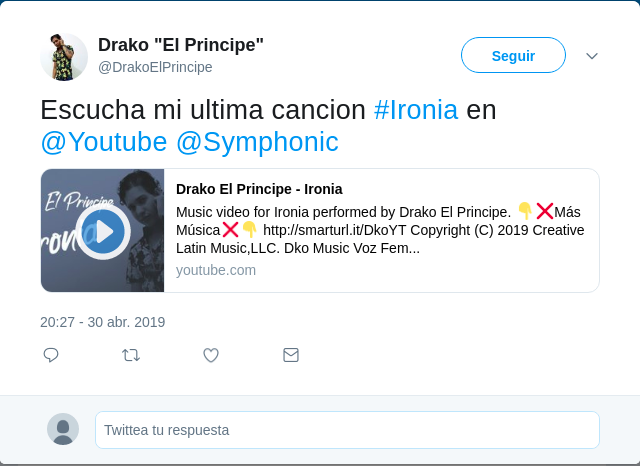 Drako "El Principe"
@DrakoElPrincipe
Seguir
Escucha mi ultima cancion #Ironia en
@Youtube @Symphonic
El Principe
Drako El Principe - Ironia
Music video for Ironia performed by Drako El Principe. 👇❌Más
Música❌👇 http://smarturl.it/DkoYT Copyright (C) 2019 Creative
Latin Music,LLC. Dko Music Voz Fem...
youtube.com
20:27 - 30 abr. 2019
Twittea tu respuesta